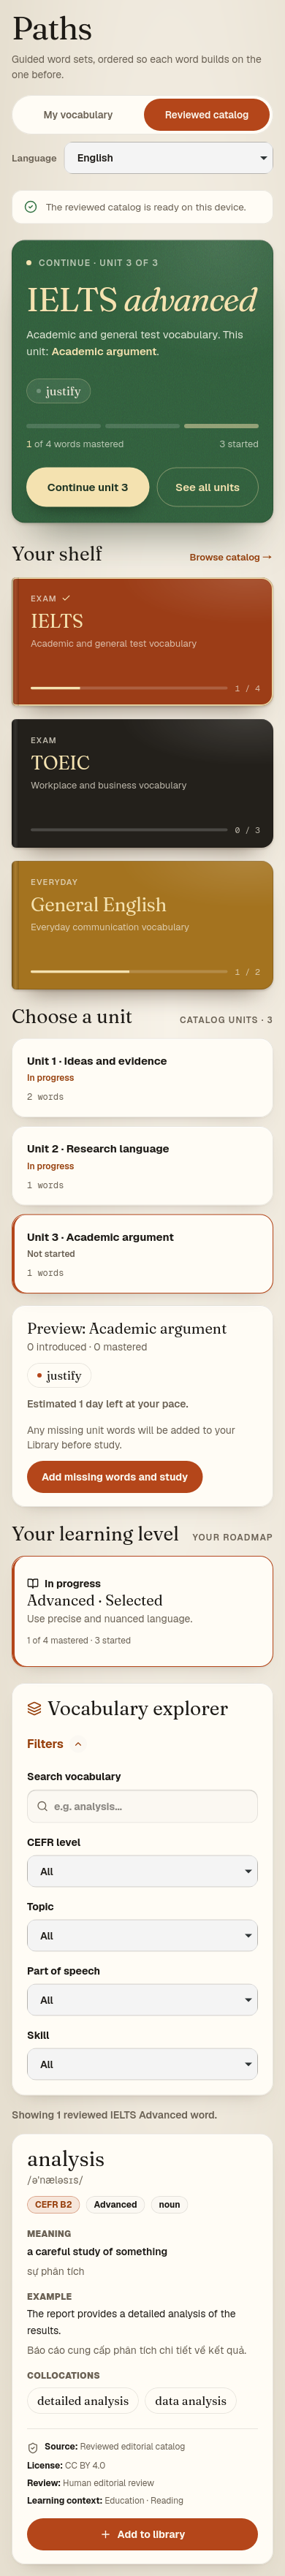 Paths
Guided word sets, ordered so each word builds on the
one before.
My vocabulary
Reviewed catalog
Language
English
The reviewed catalog is ready on this device.
CONTINUE · UNIT 3 OF 3
IELTS advanced
Academic and general test vocabulary. This
unit: Academic argument.
justify
1 of 4 words mastered
3 started
Continue unit 3
See all units
Your shelf
Browse catalog →
EXAM
IELTS
Academic and general test vocabulary
1 / 4
EXAM
TOEIC
Workplace and business vocabulary
0 / 3
EVERYDAY
General English
Everyday communication vocabulary
1 / 2
Choose a unit
CATALOG UNITS · 3
Unit 1 · Ideas and evidence
In progress
2 words
Unit 2 · Research language
In progress
1 words
Unit 3 · Academic argument
Not started
1 words
Preview: Academic argument
0 introduced · 0 mastered
justify
Estimated 1 day left at your pace.
Any missing unit words will be added to your
Library before study.
Add missing words and study
Your learning level
YOUR ROADMAP
In progress
Advanced · Selected
Use precise and nuanced language.
1 of 4 mastered · 3 started
Vocabulary explorer
Filters
Search vocabulary
e.g. analysis...
CEFR level
All
Topic
All
Part of speech
All
Skill
All
Showing 1 reviewed IELTS Advanced word.
analysis
/əˈnæləsɪs/
CEFR B2
Advanced
noun
MEANING
a careful study of something
sự phân tích
EXAMPLE
The report provides a detailed analysis of the
results.
Báo cáo cung cấp phân tích chi tiết về kết quả.
COLLOCATIONS
detailed analysis
data analysis
Source: Reviewed editorial catalog
License: CC BY 4.0
Review: Human editorial review
Learning context: Education · Reading
Add to library